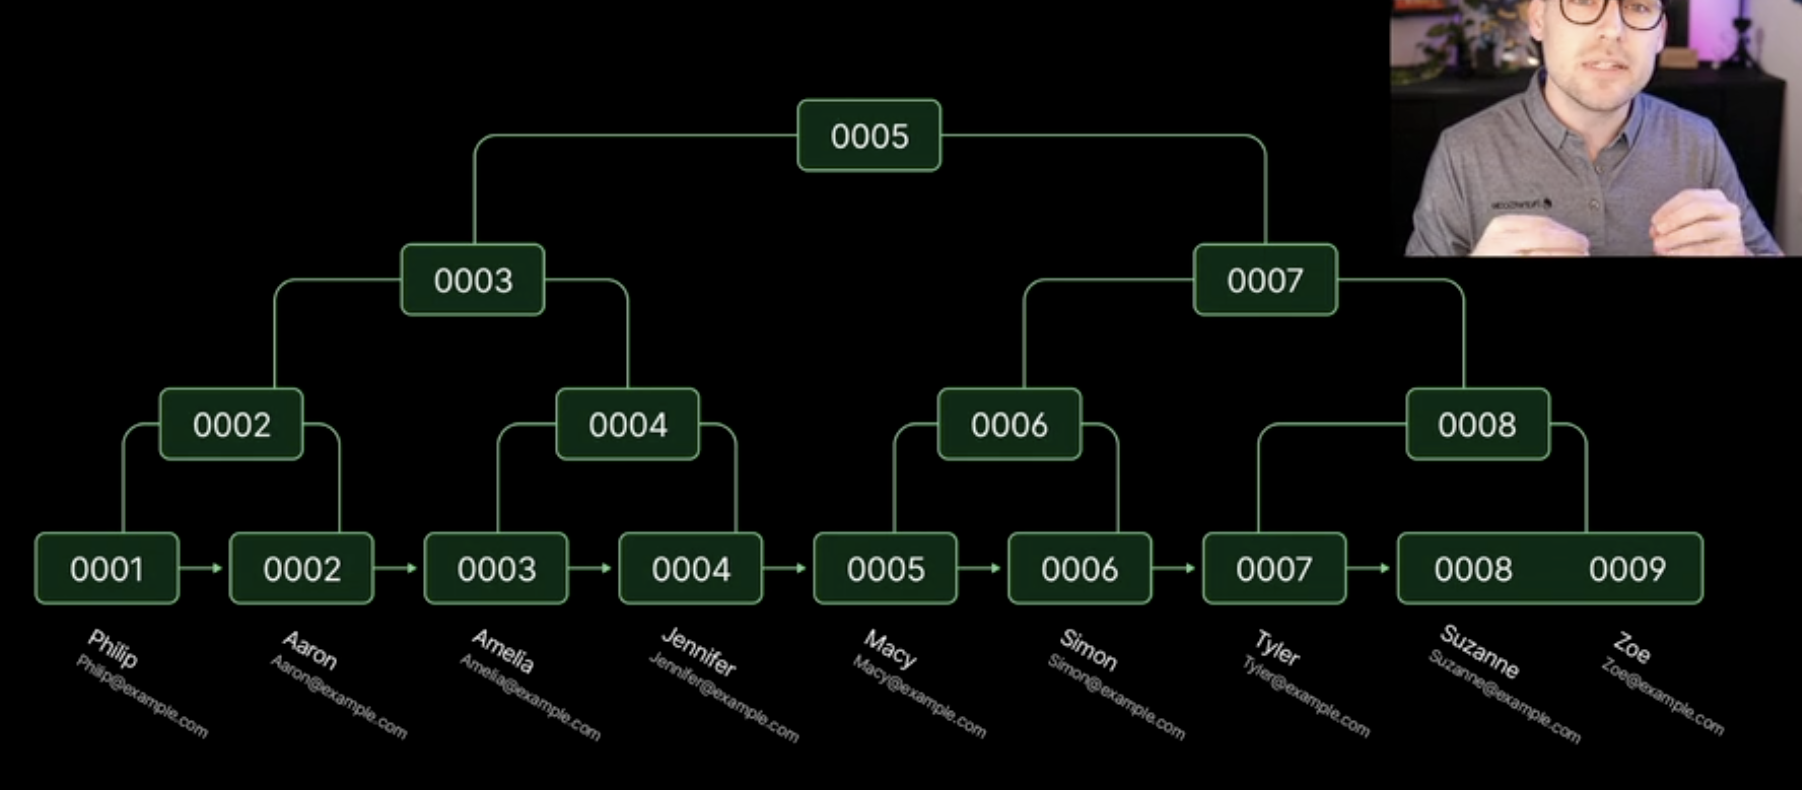 0005
0003
0007
0002
0004
0006
0008
0001
0002
0003
0004
0005
0006
0007
0008
0009
Philip
Philip@example.com
Aaron
Aaron@example.com
Amelia
Amelia@example.com
Jennifer
Jennifer@example.com
Macy
Macy@example.com
Simon
Simon@example.com
Tyler
Tyler@example.com
Suzanne
Suzanne@example.com
Zoe
Zoe@example.com